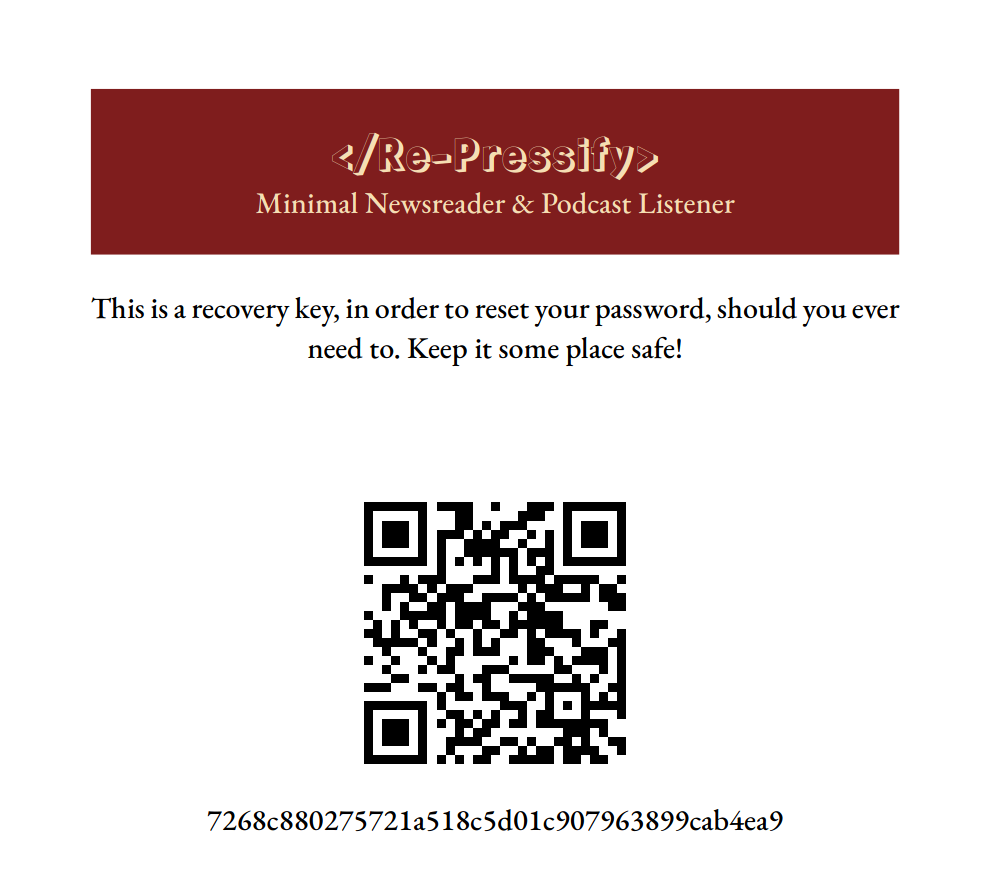 </Re-Pressify>
Minimal Newsreader & Podcast Listener
This is a recovery key, in order to reset your password, should you ever
need to. Keep it some place safe!
7268c880275721a518c5d01c907963899cab4ea9